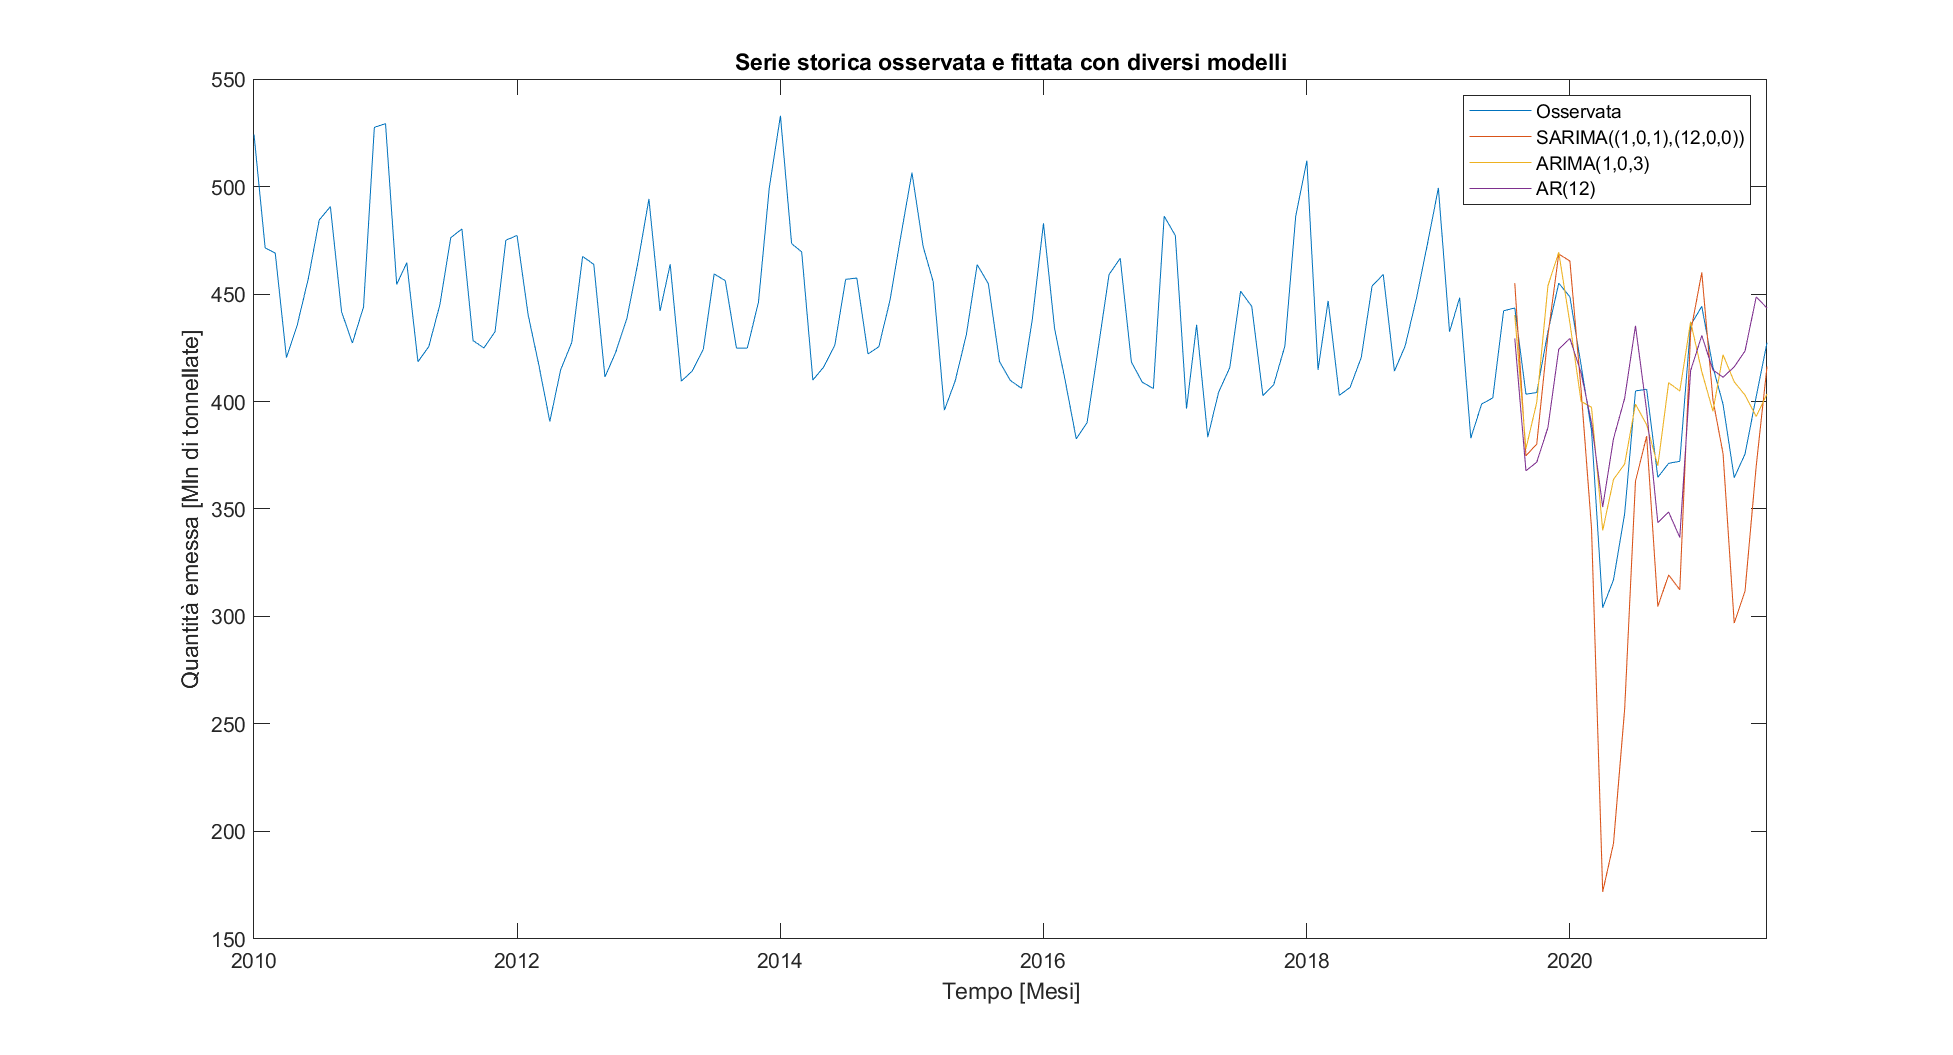 Serie storica osservata e fittata con diversi modelli
550
500
450
400
350
300
250
200
150
Quantità emessa [Mln di tonnellate]
Osservata
SARIMA((1,0,1),(12,0,0))
ARIMA(1,0,3)
AR(12)
2010
2012
2014
2016
2018
2020
Tempo [Mesi]